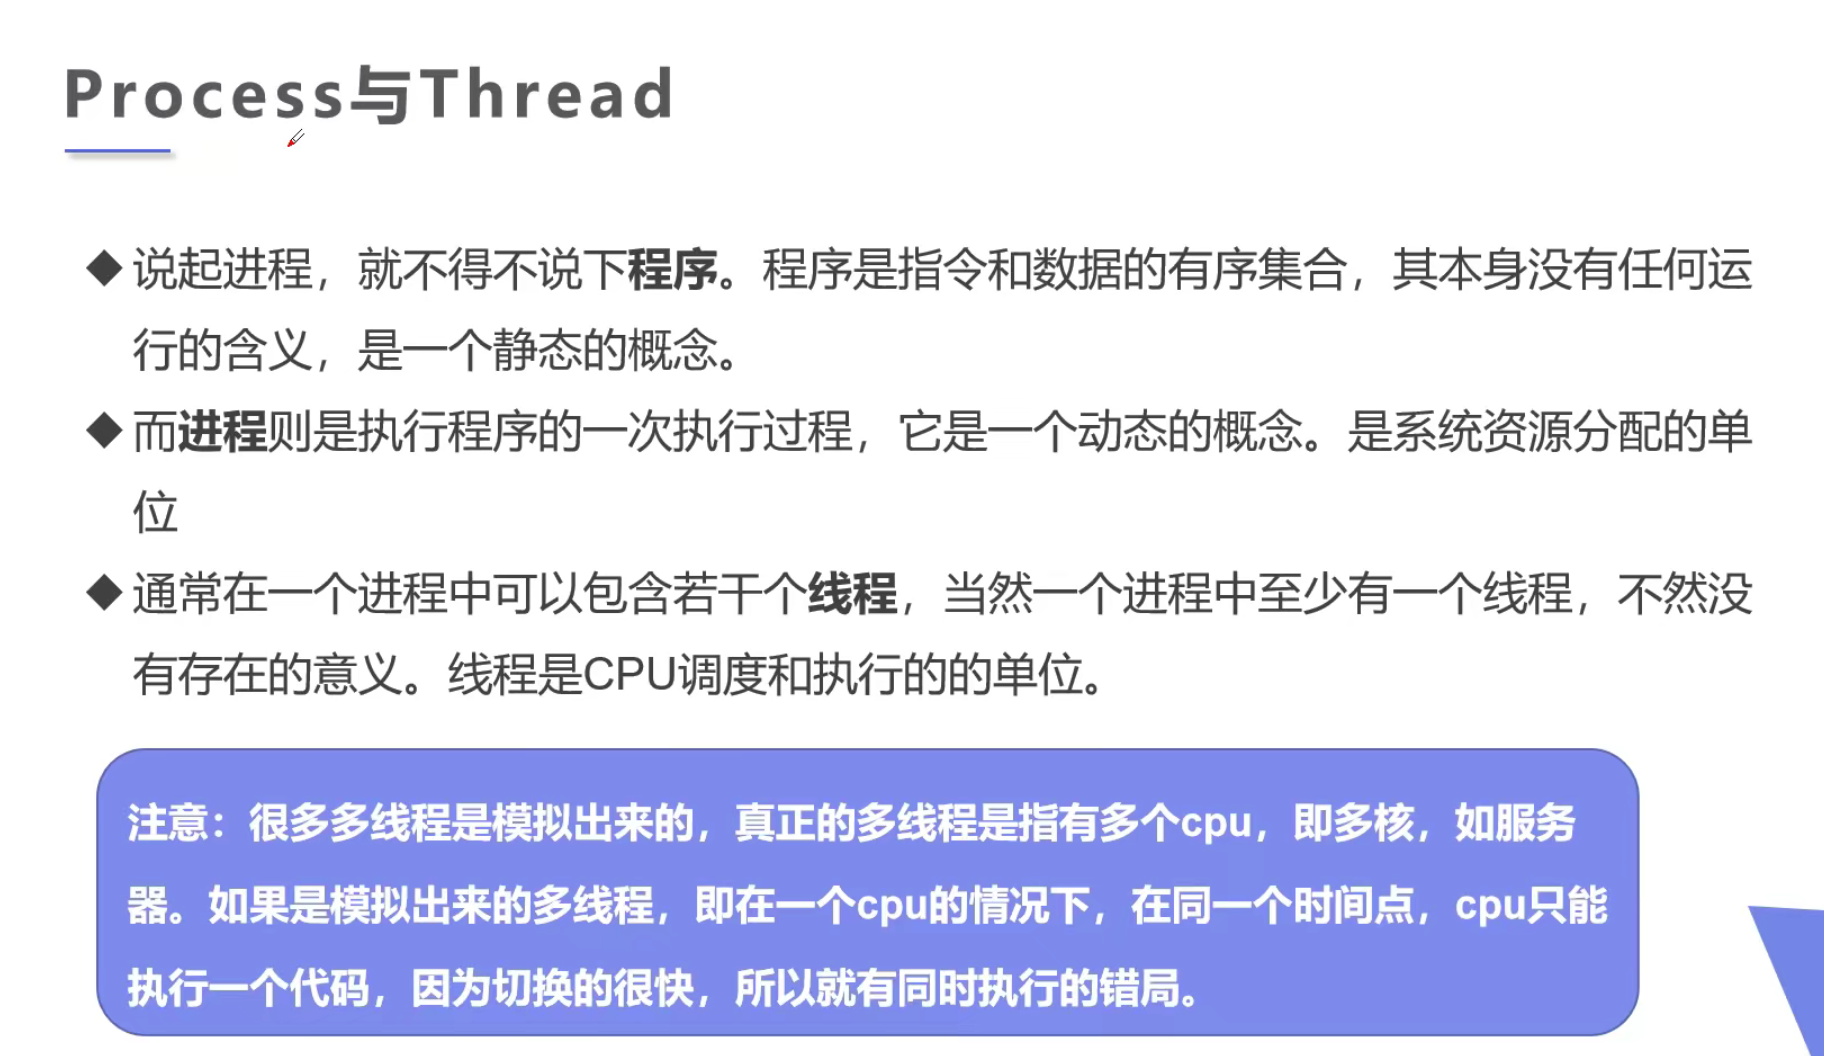 Process与Thread
◆说起进程，就不得不说下程序。程序是指令和数据的有序集合，其本身没有任何运
行的含义，是一个静态的概念。
◆而进程则是执行程序的一次执行过程，它是一个动态的概念。是系统资源分配的单
位
◆通常在一个进程中可以包含若干个线程，当然一个进程中至少有一个线程，不然没
有存在的意义。线程是CPU调度和执行的的单位。
注意：很多多线程是模拟出来的，真正的多线程是指有多个cpu，即多核，如服务
器。如果是模拟出来的多线程，即在一个cpu的情况下，在同一个时间点，cpu只能
执行一个代码，因为切换的很快，所以就有同时执行的错局。